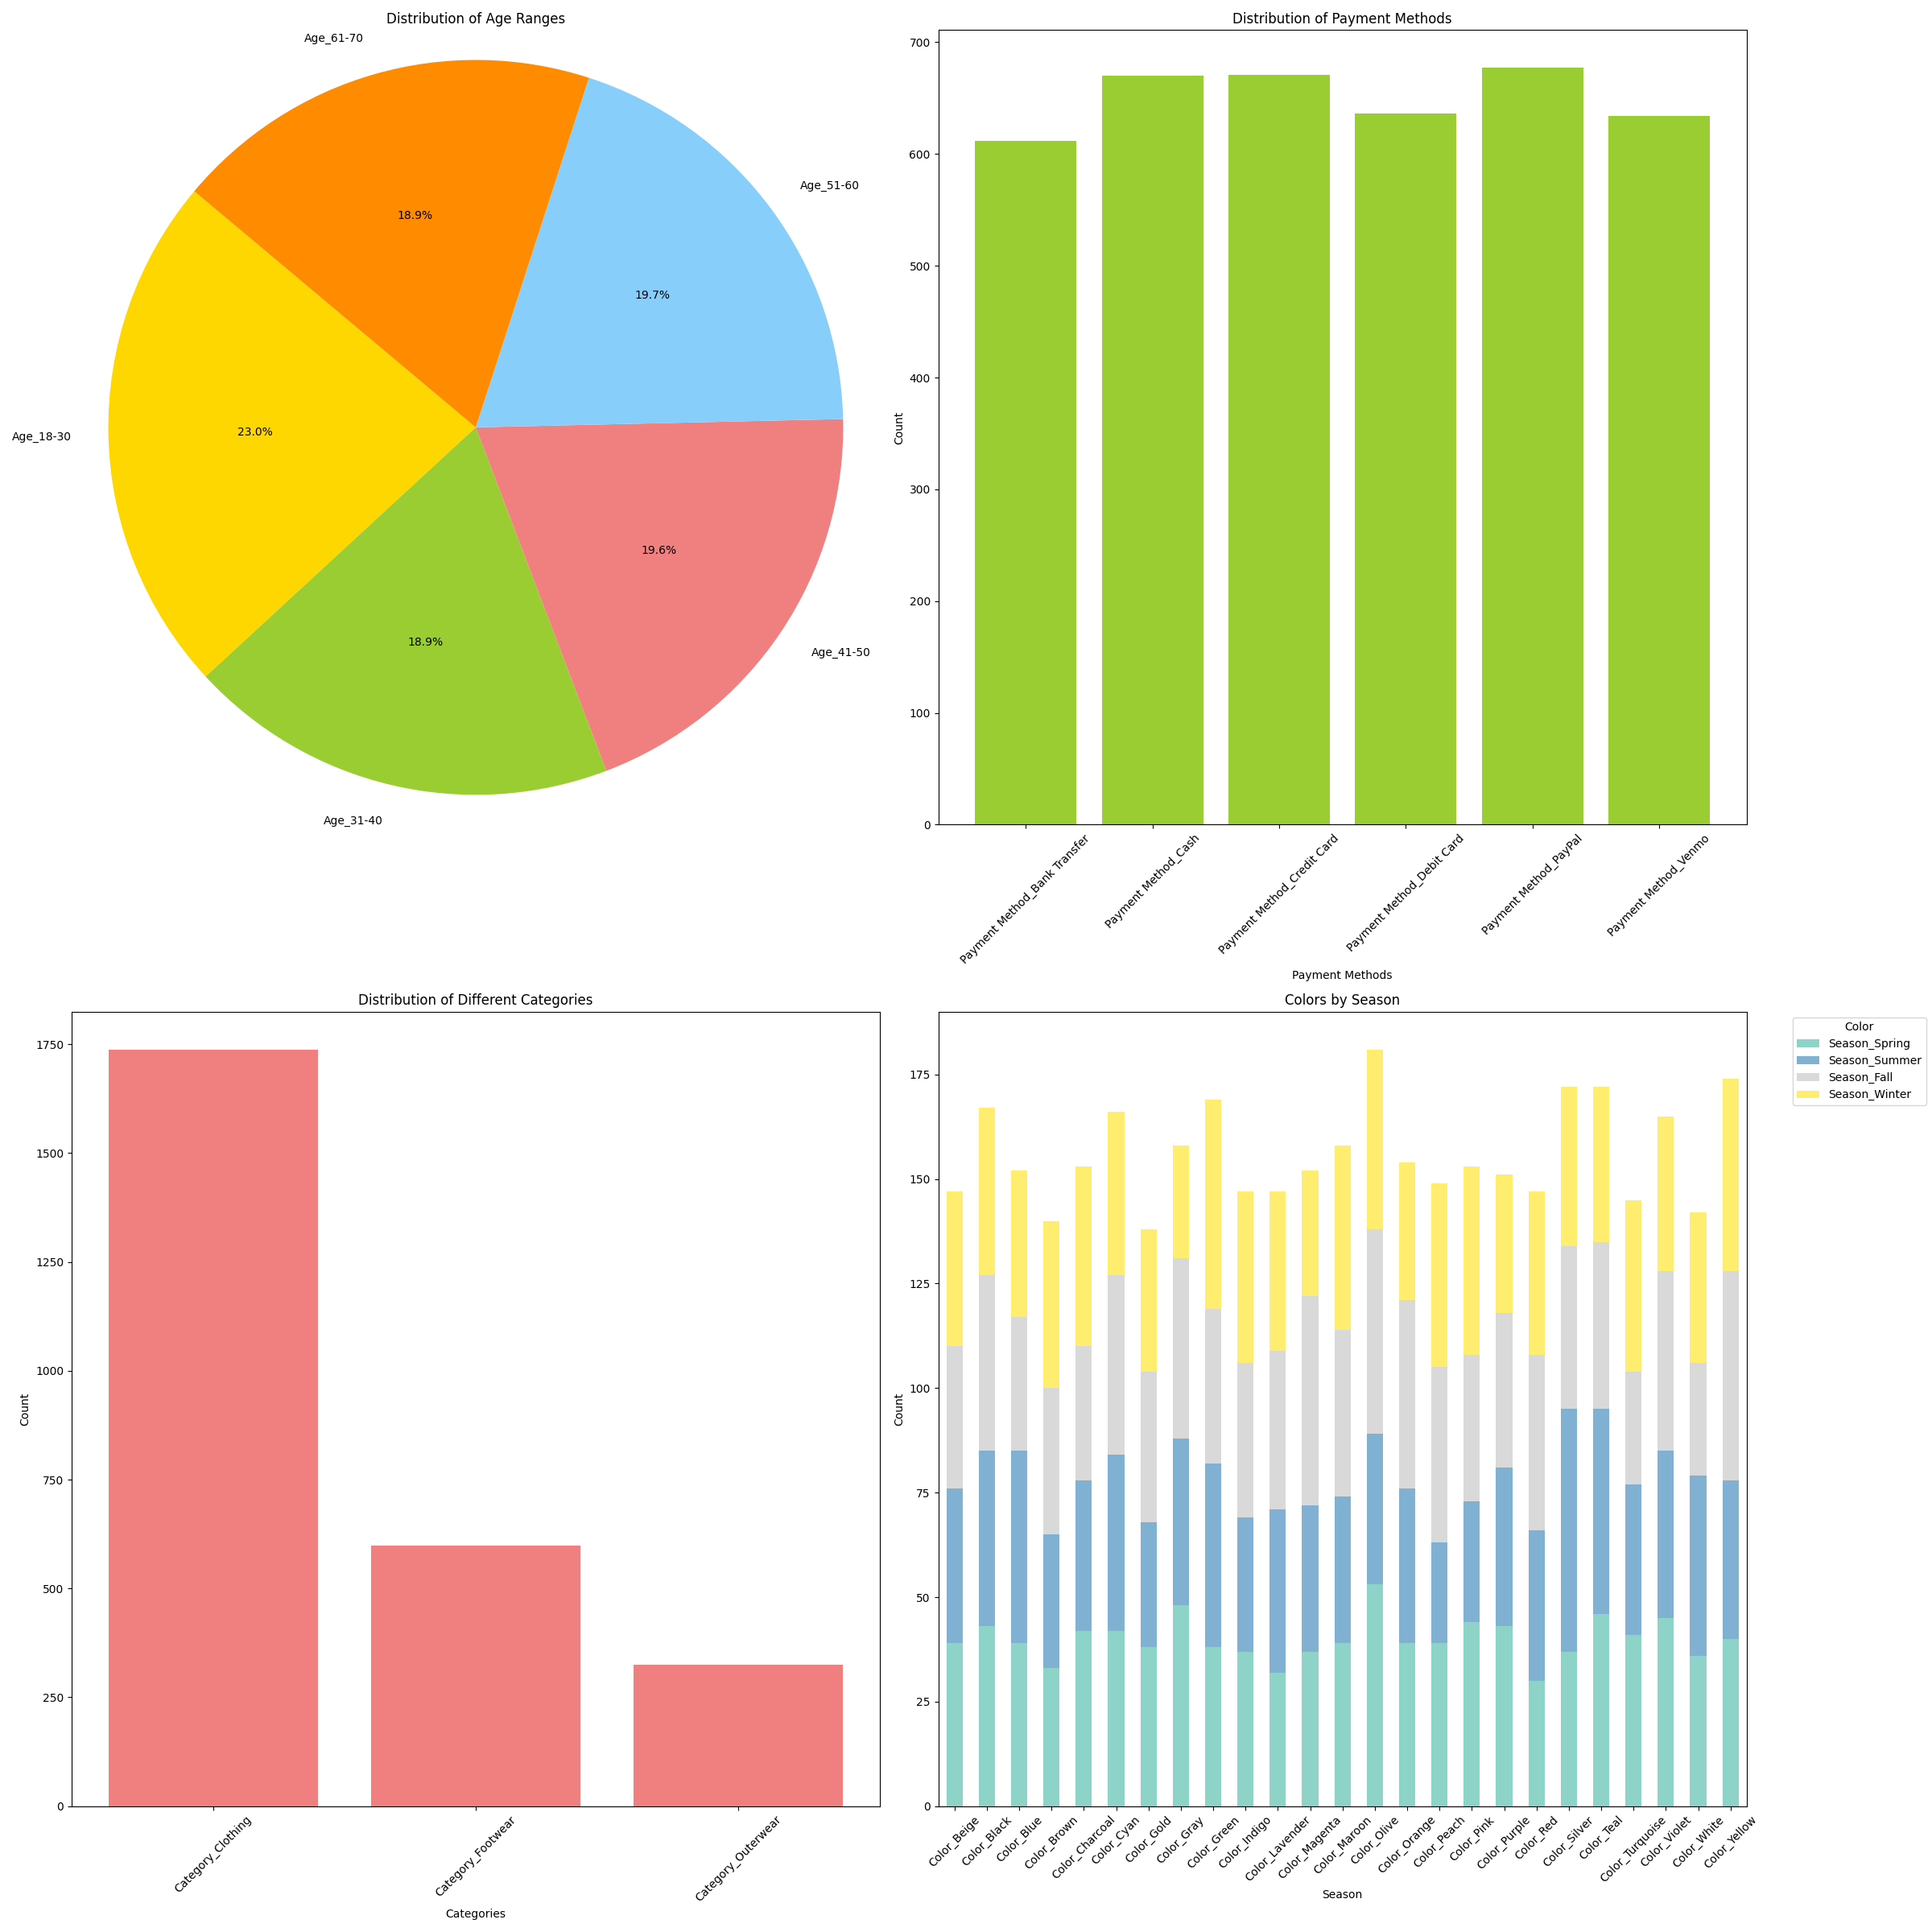 Distribution of Age Ranges
Age_61-70
Age_51-60
18.9%
19.7%
Age_18-30
23.0%
19.6%
18.9%
Age_41-50
Age_31-40
Distribution of Payment Methods
700
600
500
400
300
200
100
0
Count
Payment Method_Bank Transfer
Payment Method_Cash
Payment Method_Credit Card
Payment Method_Debit Card
Payment Method_PayPal
Payment Method_Venmo
Payment Methods
Distribution of Different Categories
1750
1500
1250
1000
750
500
250
0
Count
Category_Clothing
Category_Footwear
Category_Outerwear
Categories
Colors by Season
175
150
125
100
75
50
25
0
Count
Color_Beige
Color_Black
Color_Blue
Color_Brown
Color_Charcoal
Color_Cyan
Color_Gold
Color_Gray
Color_Green
Color_Indigo
Color_Lavender
Color_Magenta
Color_Maroon
Color_Olive
Color_Orange
Color_Peach
Color_Pink
Color_Purple
Color_Red
Color_Silver
Color_Teal
Color_Turquoise
Color_Violet
Color_White
Color_Yellow
Season
Color
Season_Spring
Season_Summer
Season_Fall
Season_Winter